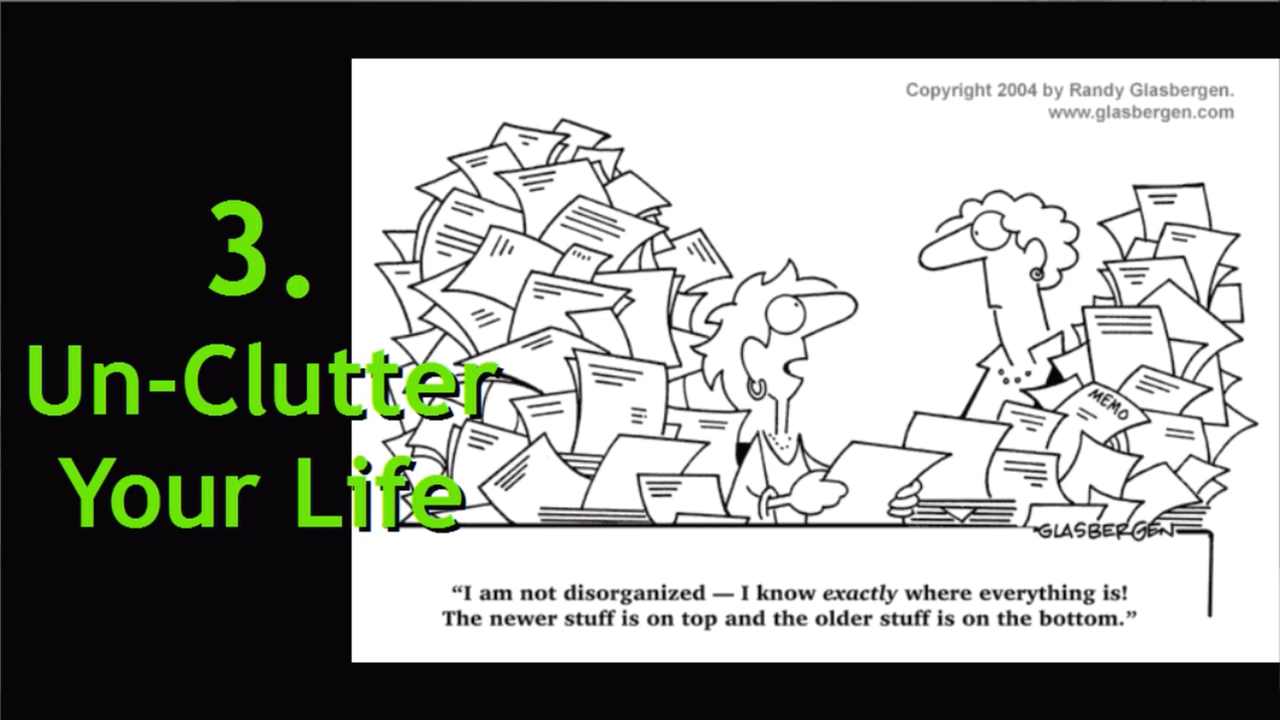 Copyright 2004 by Randy Glasbergen.
www.glasbergen.com
3.
Un-Clutter
Your Life
MEMO
GLASBERGEN
“I am not disorganized — I know exactly where everything is!
The newer stuff is on top and the older stuff is on the bottom.”